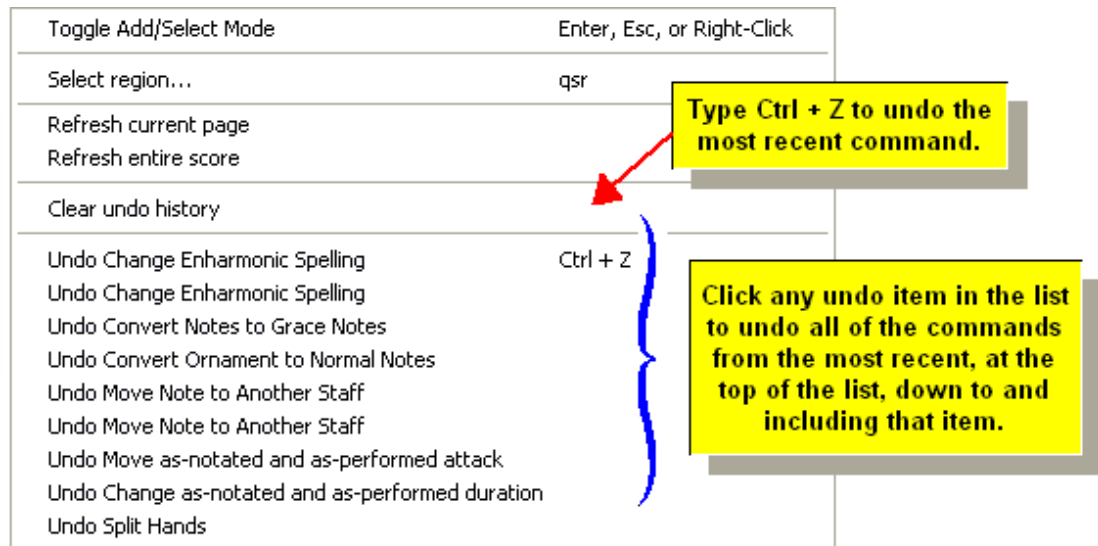 Toggle Add/Select Mode Enter, Esc, or Right-Click
Select region... qsr
Type Ctrl + Z to undo the
most recent command.
Refresh current page
Refresh entire score
Clear undo history
Undo Change Enharmonic Spelling Ctrl + Z
Undo Change Enharmonic Spelling
Undo Convert Notes to Grace Notes
Undo Convert Ornament to Normal Notes
Undo Move Note to Another Staff
Undo Move Note to Another Staff
Undo Move as-notated and as-performed attack
Undo Change as-notated and as-performed duration
Undo Split Hands
Click any undo item in the list
to undo all of the commands
from the most recent, at the
top of the list, down to and
including that item.